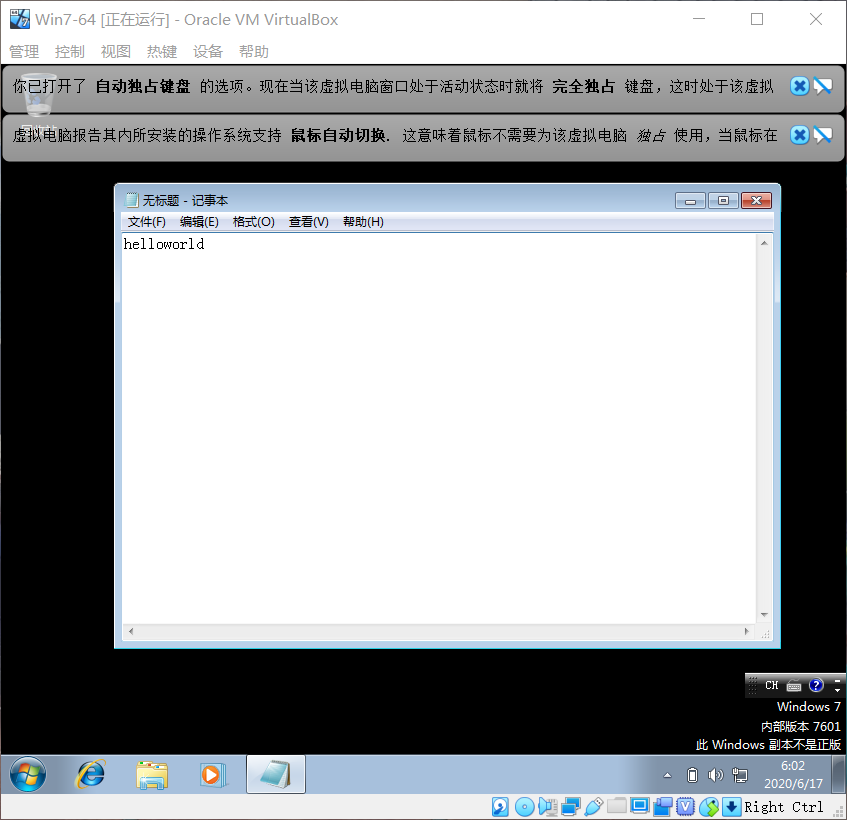 Win7-64 [正在运行] - Oracle VM VirtualBox
管理 控制 视图 热键 设备 帮助
你已打开了 自动独占键盘 的选项。现在当该虚拟电脑窗口处于活动状态时就将 完全独占 键盘，这时处于该虚拟
虚拟电脑报告其内所安装的操作系统支持 鼠标自动切换. 这意味着鼠标不需要为该虚拟电脑 独占 使用，当鼠标在
无标题 - 记事本
文件(F) 编辑(E) 格式(O) 查看(V) 帮助(H)
helloworld
CH
Windows 7
内部版本 7601
此 Windows 副本不是正版
6:02
2020/6/17
Right Ctrl